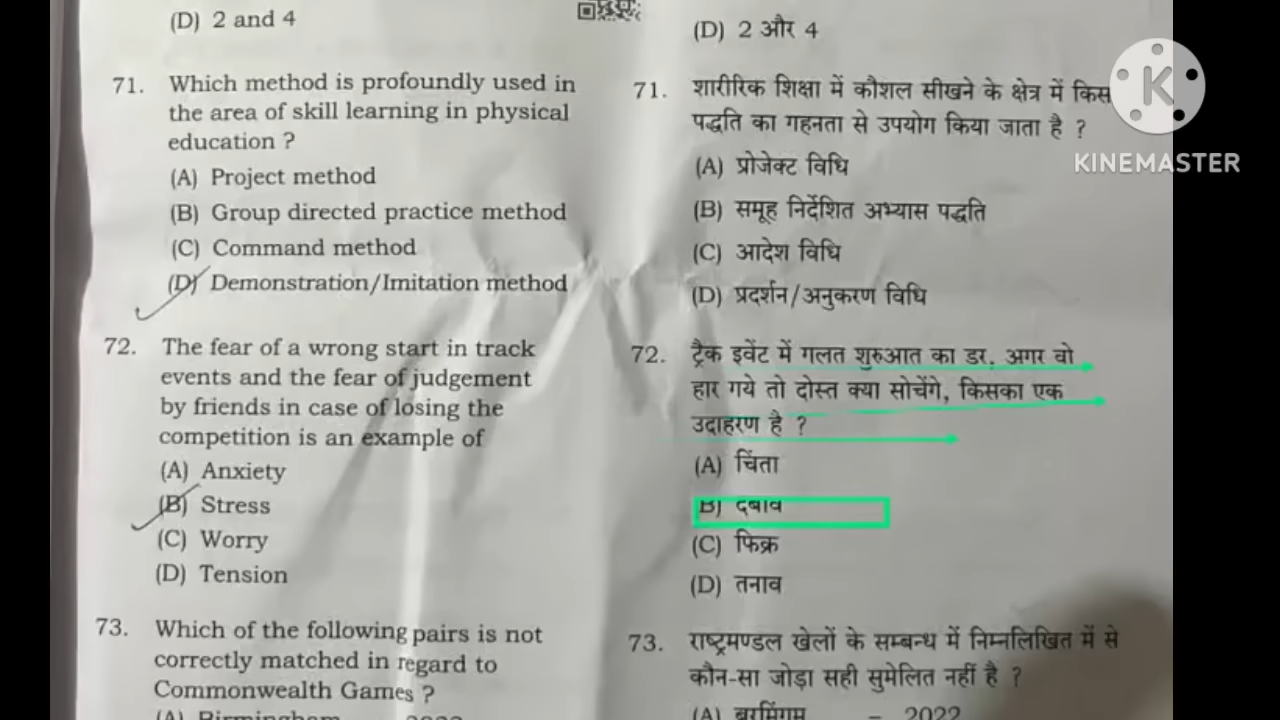 (D) 2 and 4
71. Which method is profoundly used in
the area of skill learning in physical
education ?
(A) Project method
(B) Group directed practice method
(C) Command method
(D) Demonstration/Imitation method
72. The fear of a wrong start in track
events and the fear of judgement
by friends in case of losing the
competition is an example of
(A) Anxiety
(B) Stress
(C) Worry
(D) Tension
73. Which of the following pairs is not
correctly matched in regard to
Commonwealth Games ?
(A) Birmingham
(D) 2 और 4
71. शारीरिक शिक्षा में कौशल सीखने के क्षेत्र में किस
पद्धति का गहनता से उपयोग किया जाता है ?
(A) प्रोजेक्ट विधि
(B) समूह निर्देशित अभ्यास पद्धति
(C) आदेश विधि
(D) प्रदर्शन/अनुकरण विधि
72. ट्रैक इवेंट में गलत शुरुआत का डर, अगर वो
हार गये तो दोस्त क्या सोचेंगे, किसका एक
उदाहरण है ?
(A) चिंता
(B) दबाव
(C) फिक्र
(D) तनाव
73. राष्ट्रमण्डल खेलों के सम्बन्ध में निम्नलिखित में से
कौन-सा जोड़ा सही सुमेलित नहीं है ?
(A) बरमिंगम – 2022
K
KINEMASTER